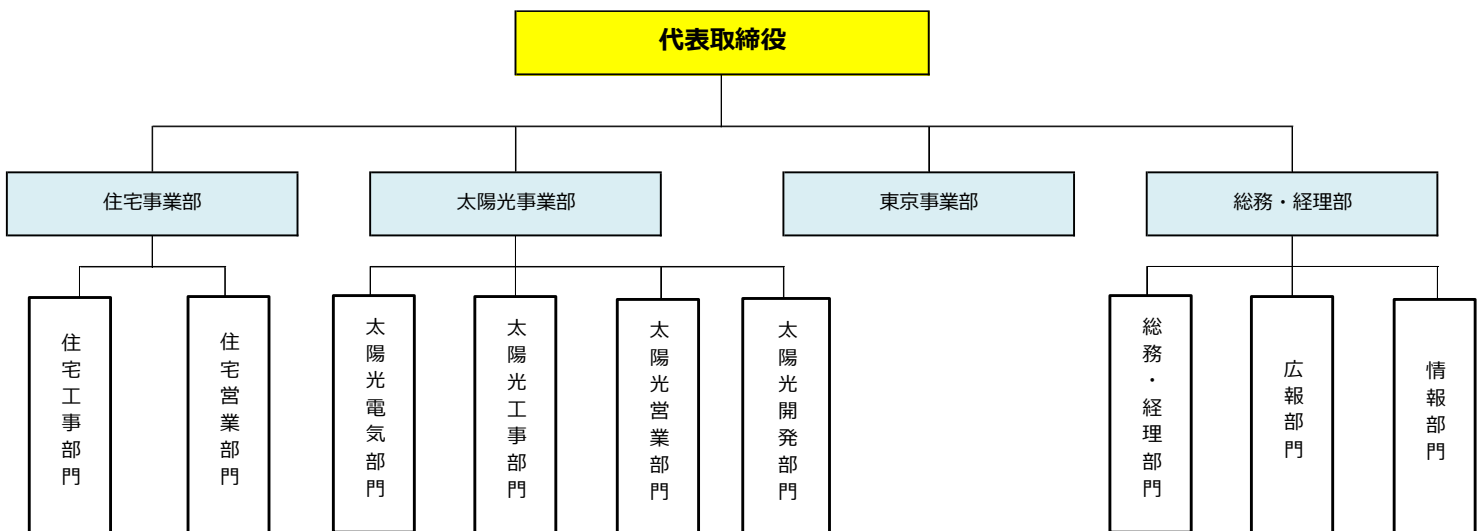 代表取締役
住宅事業部
太陽光事業部
東京事業部
総務・経理部
住宅工事部門
住宅営業部門
太陽光電気部門
太陽光工事部門
太陽光営業部門
太陽光開発部門
総務・経理部門
広報部門
情報部門